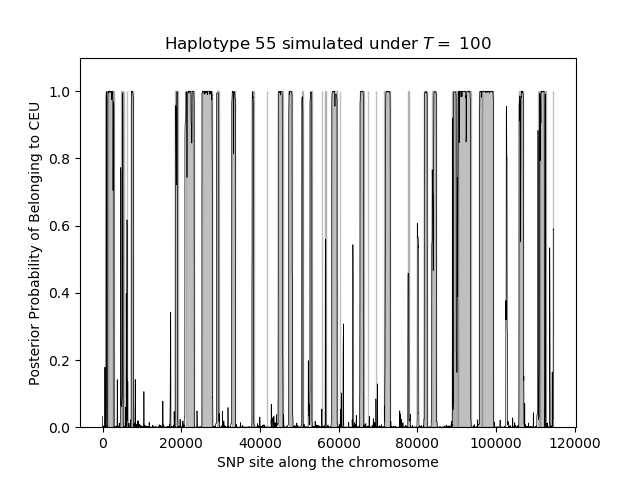 Haplotype 55 simulated under T = 100
Posterior Probability of Belonging to CEU
1.0
0.8
0.6
0.4
0.2
0.0
0 20000 40000 60000 80000 100000 120000
SNP site along the chromosome